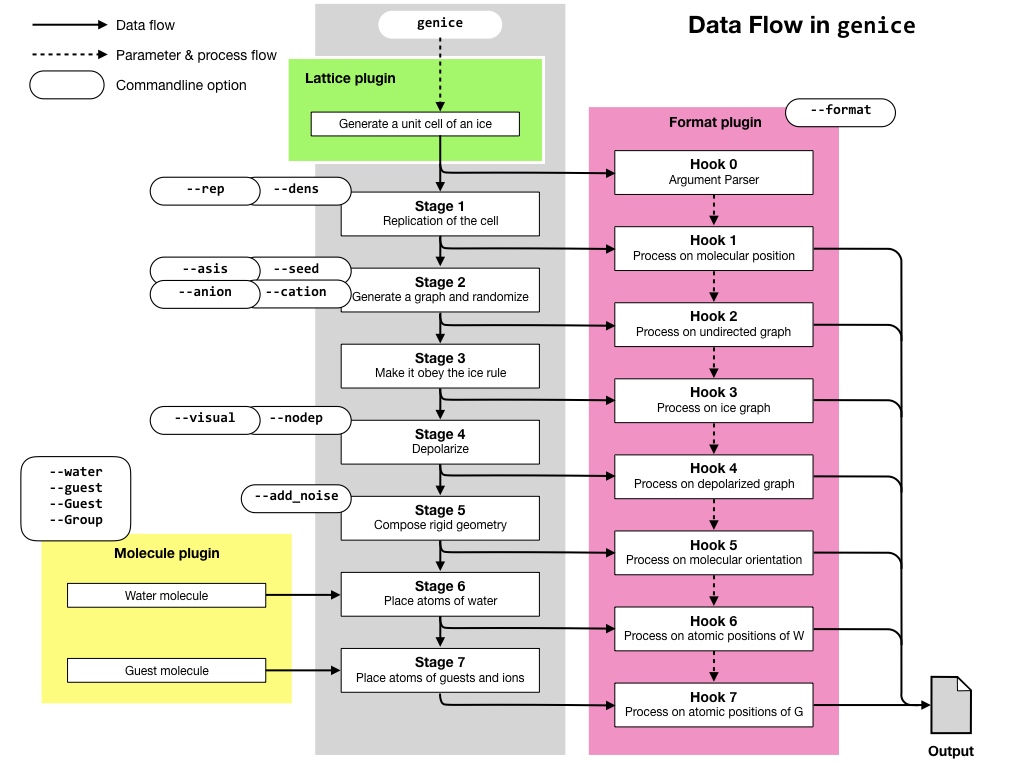 Data Flow in genice
Data flow
Parameter & process flow
Commandline option
genice
Lattice plugin
Generate a unit cell of an ice
--rep
--dens
Stage 1
Replication of the cell
--asis
--seed
--anion
--cation
Stage 2
Generate a graph and randomize
Stage 3
Make it obey the ice rule
--visual
--nodep
Stage 4
Depolarize
--add_noise
Stage 5
Compose rigid geometry
--water
--guest
--Guest
--Group
Molecule plugin
Water molecule
Guest molecule
Stage 6
Place atoms of water
Stage 7
Place atoms of guests and ions
--format
Format plugin
Hook 0
Argument Parser
Hook 1
Process on molecular position
Hook 2
Process on undirected graph
Hook 3
Process on ice graph
Hook 4
Process on depolarized graph
Hook 5
Process on molecular orientation
Hook 6
Process on atomic positions of W
Hook 7
Process on atomic positions of G
Output